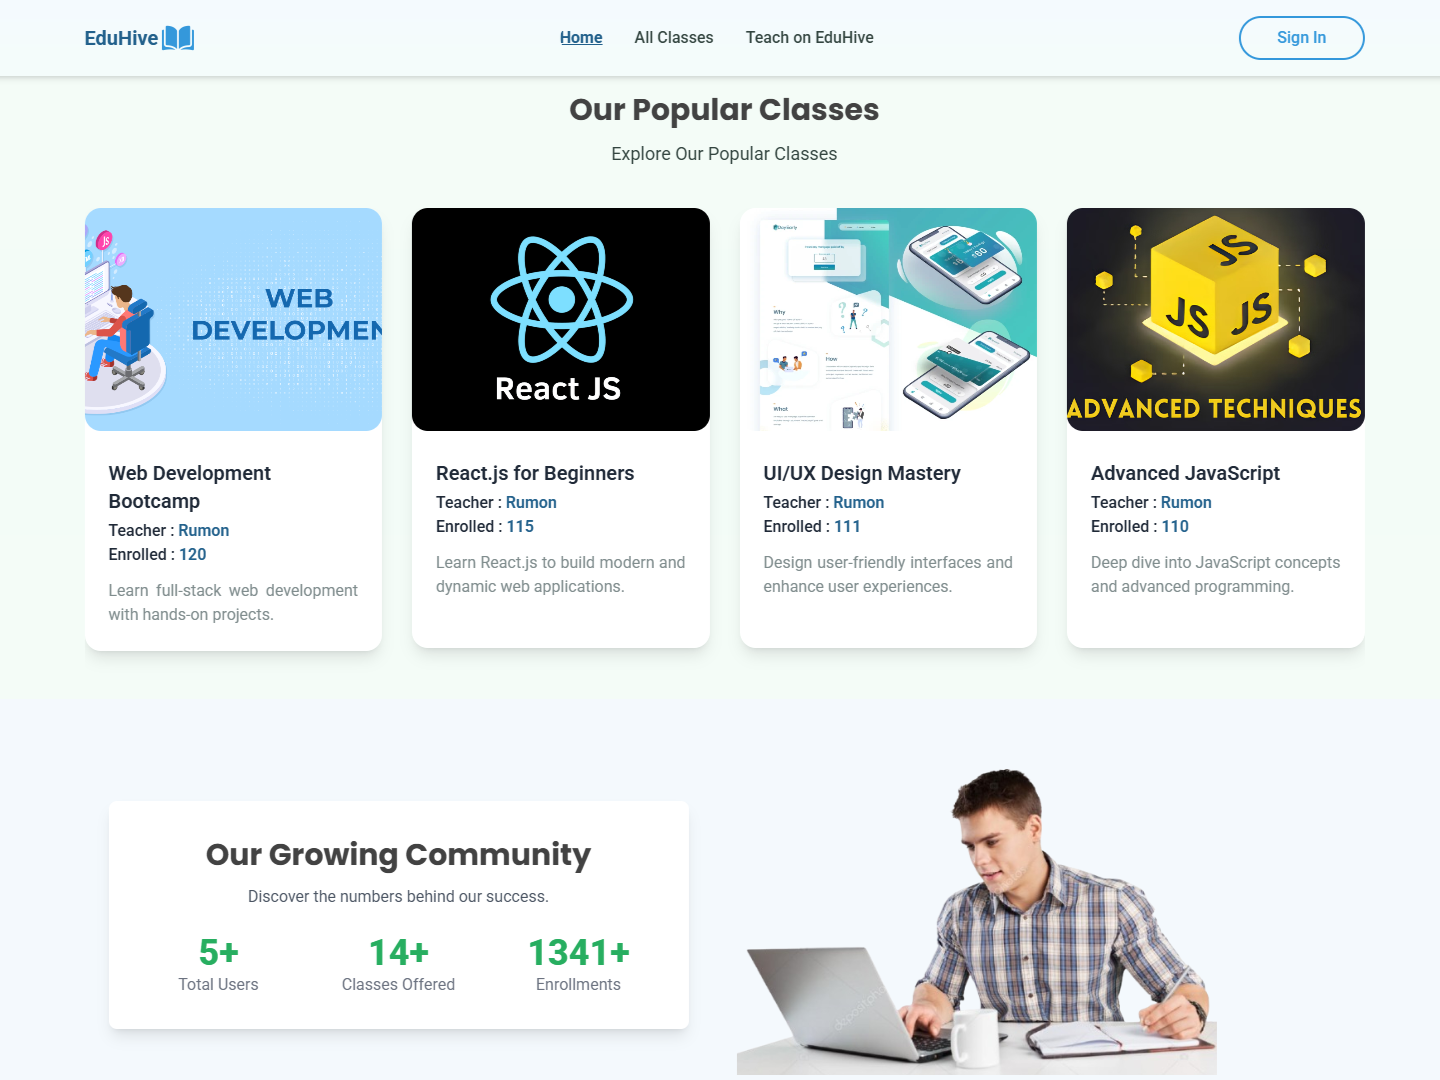 EduHive
Home
All Classes
Teach on EduHive
Sign In
Our Popular Classes
Explore Our Popular Classes
JS
WEB
DEVELOPMEN
React JS
Why
How
What
JS
JS
JS
ADVANCED TECHNIQUES
Web Development
Bootcamp
Teacher : Rumon
Enrolled : 120
Learn full-stack web development
with hands-on projects.
React.js for Beginners
Teacher : Rumon
Enrolled : 115
Learn React.js to build modern and
dynamic web applications.
UI/UX Design Mastery
Teacher : Rumon
Enrolled : 111
Design user-friendly interfaces and
enhance user experiences.
Advanced JavaScript
Teacher : Rumon
Enrolled : 110
Deep dive into JavaScript concepts
and advanced programming.
Our Growing Community
Discover the numbers behind our success.
5+
Total Users
14+
Classes Offered
1341+
Enrollments